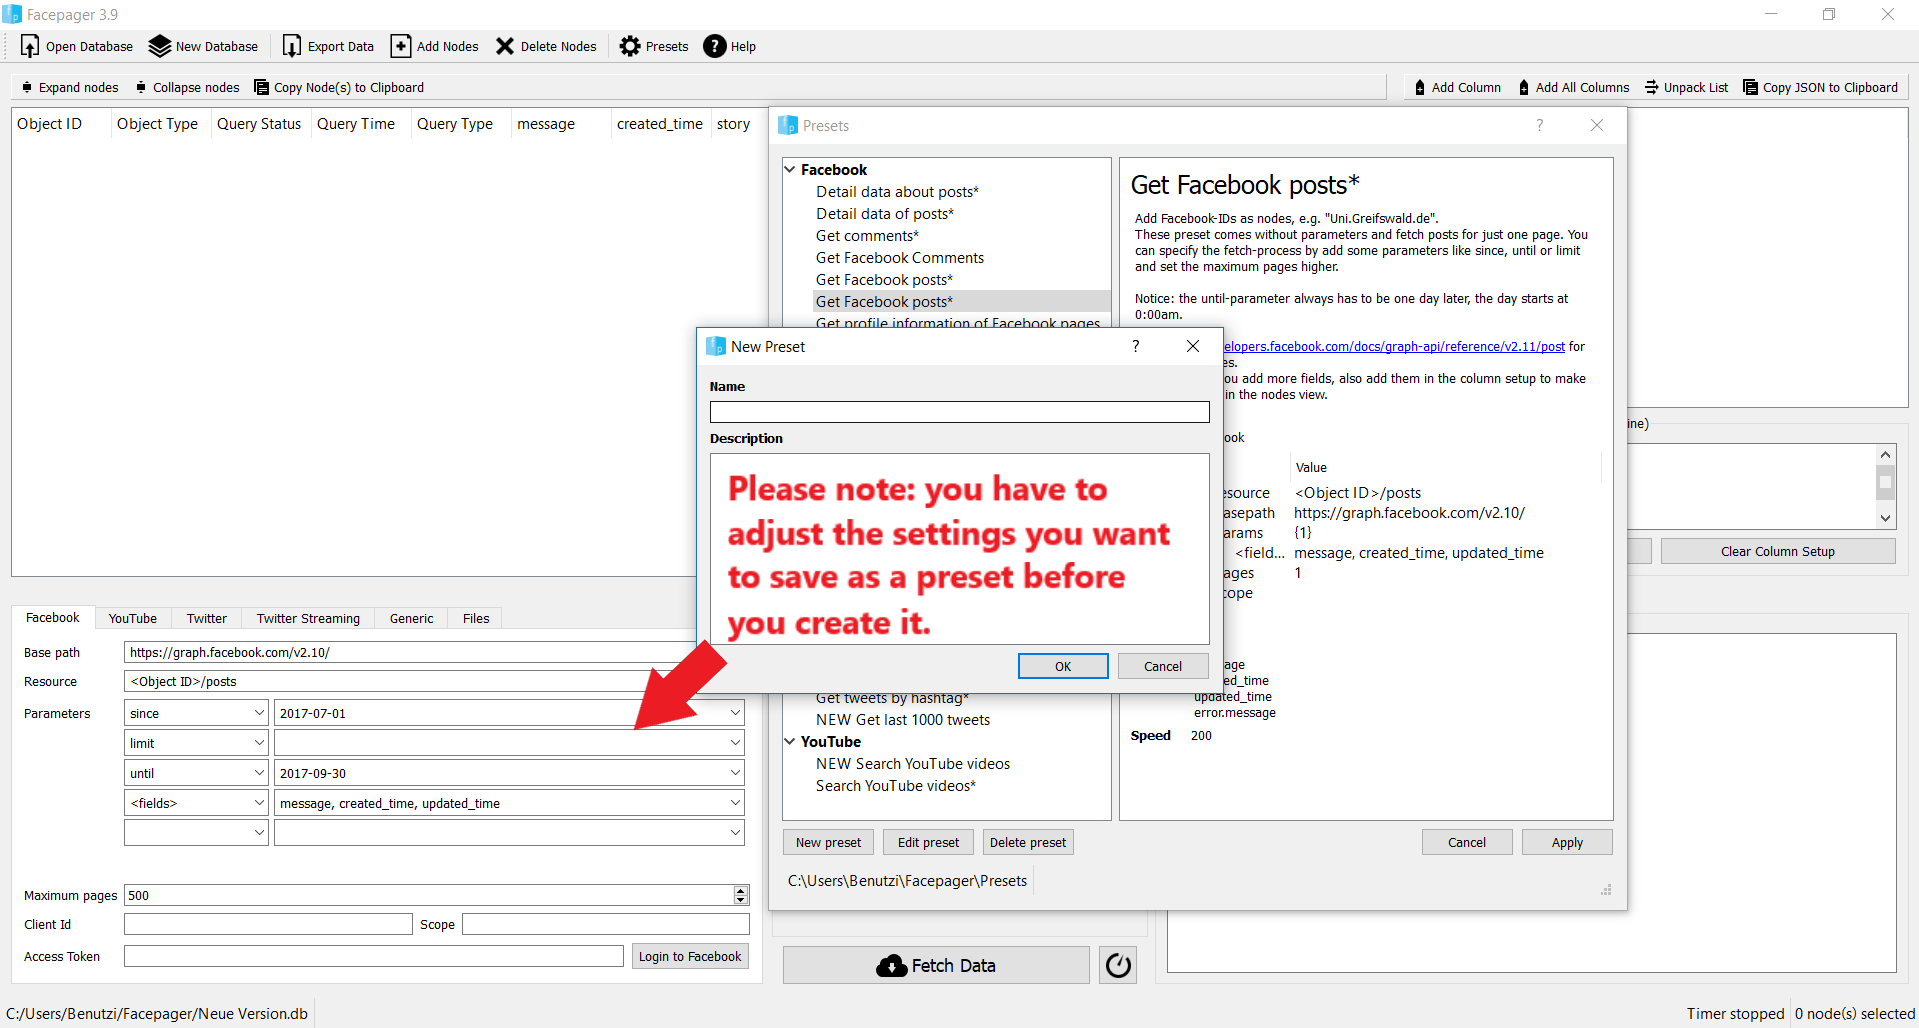 Facepager 3.9
Open Database New Database Export Data Add Nodes Delete Nodes Presets Help
Expand nodes Collapse nodes Copy Node(s) to Clipboard
Add Column Add All Columns Unpack List Copy JSON to Clipboard
Object ID Object Type Query Status Query Time Query Type message created_time story
Presets
Facebook
Detail data about posts*
Detail data of posts*
Get comments*
Get Facebook Comments
Get Facebook posts*
Get Facebook posts*
Get profile information of Facebook pages
Get tweets by hashtag*
NEW Get last 1000 tweets
YouTube
NEW Search YouTube videos
Search YouTube videos*
Get Facebook posts*
Add Facebook-IDs as nodes, e.g. "Uni.Greifswald.de".
These preset comes without parameters and fetch posts for just one page. You
can specify the fetch-process by add some parameters like since, until or limit
and set the maximum pages higher.
Notice: the until-parameter always has to be one day later, the day starts at
0:00am.
elopers.facebook.com/docs/graph-api/reference/v2.11/post for
es.
ou add more fields, also add them in the column setup to make
in the nodes view.
ook
Value
esource <Object ID>/posts
asepath https://graph.facebook.com/v2.10/
arams {1}
<field... message, created_time, updated_time
ages 1
cope
age
ed_time
updated_time
error.message
Speed 200
New preset Edit preset Delete preset Cancel Apply
C:\Users\Benutzi\Facepager\Presets
New Preset
Name
Description
Please note: you have to
adjust the settings you want
to save as a preset before
you create it.
OK Cancel
ine)
Clear Column Setup
Facebook YouTube Twitter Twitter Streaming Generic Files
Base path https://graph.facebook.com/v2.10/
Resource <Object ID>/posts
Parameters since 2017-07-01
limit
until 2017-09-30
<fields> message, created_time, updated_time
Maximum pages 500
Client Id Scope
Access Token Login to Facebook
Fetch Data
C:/Users/Benutzi/Facepager/Neue Version.db
Timer stopped 0 node(s) selected